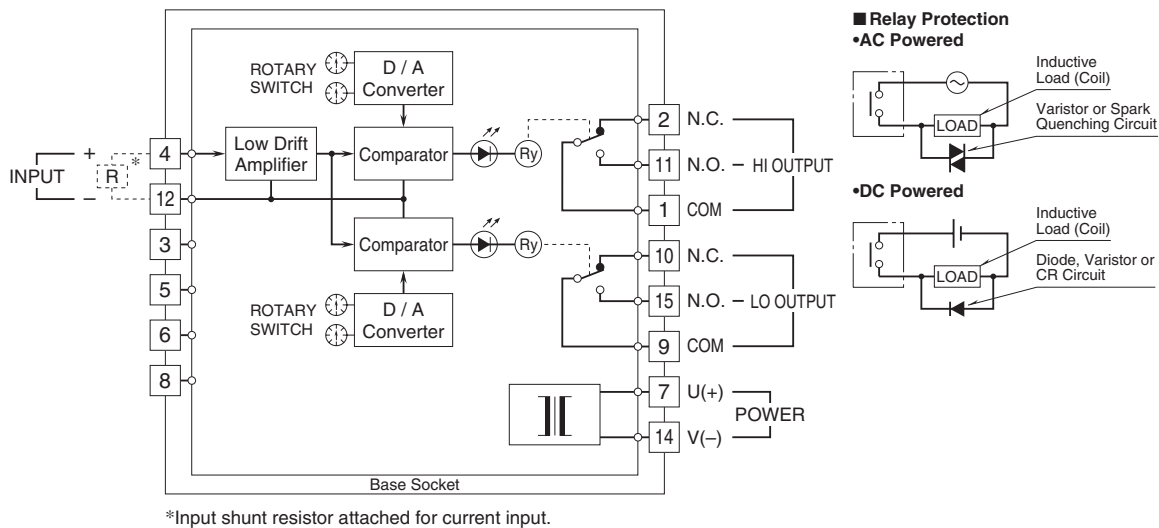 ROTARY
SWITCH
D / A
Converter
4
+
INPUT
R
*
–
12
Low Drift
Amplifier
Comparator
Ry
2
N.C.
11
N.O.
HI OUTPUT
1
COM
3
5
6
8
Comparator
Ry
ROTARY
SWITCH
D / A
Converter
10
N.C.
15
N.O.
LO OUTPUT
9
COM
7
U(+)
POWER
14
V(–)
Base Socket
*Input shunt resistor attached for current input.
■ Relay Protection
•AC Powered
Inductive
Load (Coil)
LOAD
Varistor or Spark
Quenching Circuit
•DC Powered
Inductive
Load (Coil)
LOAD
Diode, Varistor or
CR Circuit